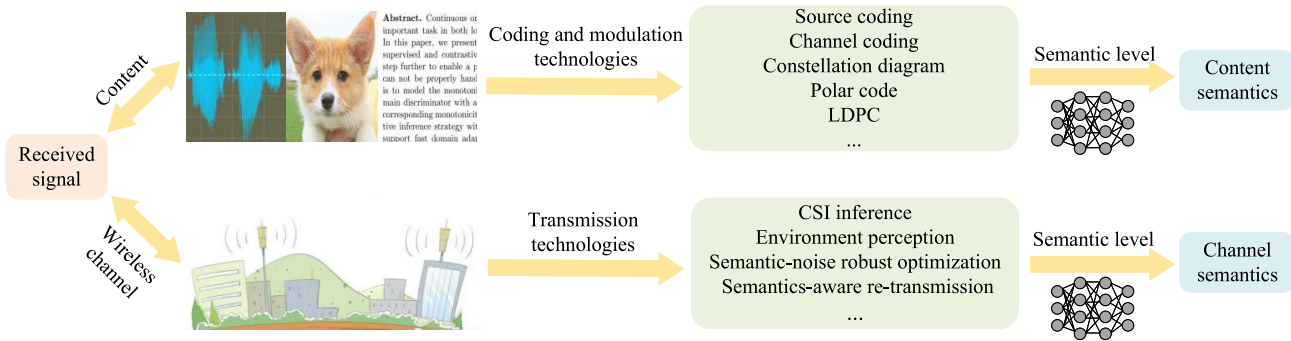 Received
signal
Content
Wireless
channel
Abstract. Continuous or
important task in both lo
In this paper, we present
supervised and contrastiv
step further to enable a p
can not be properly hand
is to model the monotoni
main discriminator with a
corresponding monotonicit
tive inference strategy wit
support fast domain adap
Coding and modulation
technologies
Source coding
Channel coding
Constellation diagram
Polar code
LDPC
...
Semantic level
Content
semantics
Transmission
technologies
CSI inference
Environment perception
Semantic-noise robust optimization
Semantics-aware re-transmission
...
Semantic level
Channel
semantics